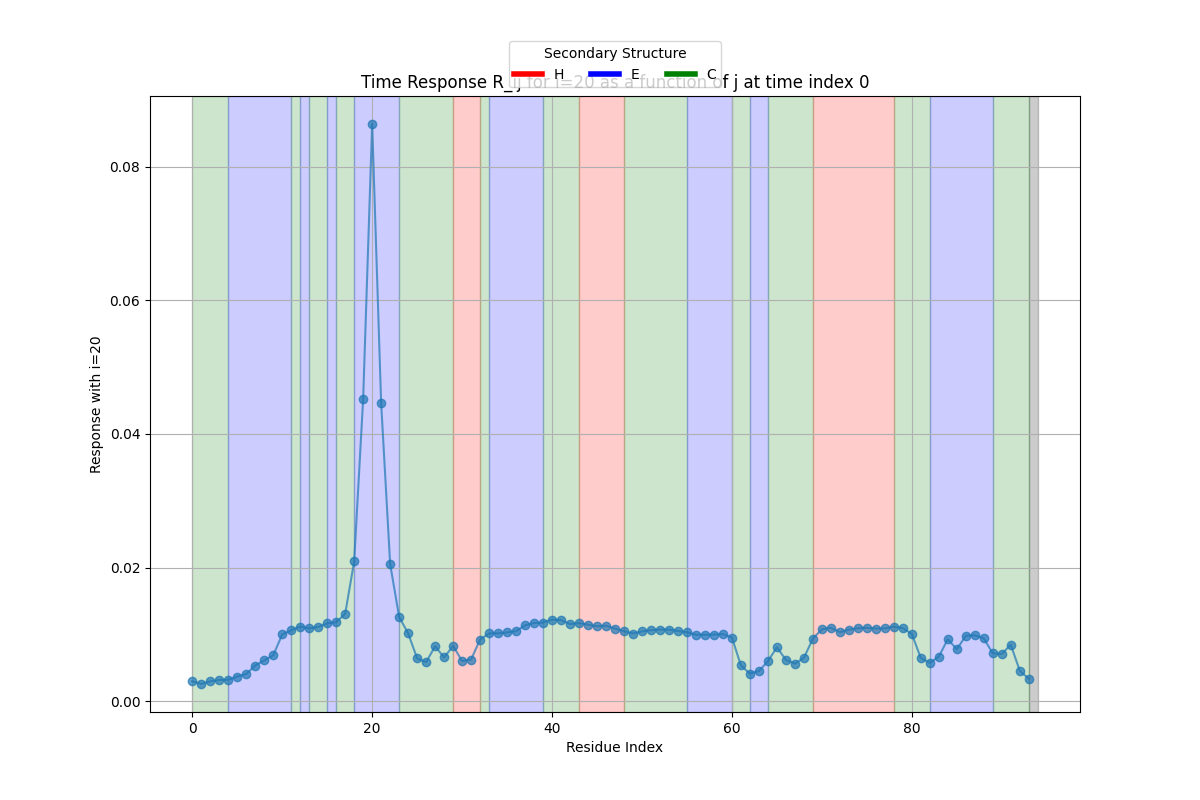 Secondary Structure
H E C
Time Response R_ij for i=20 as a function of j at time index 0
Response with i=20
0.08
0.06
0.04
0.02
0.00
0 20 40 60 80
Residue Index